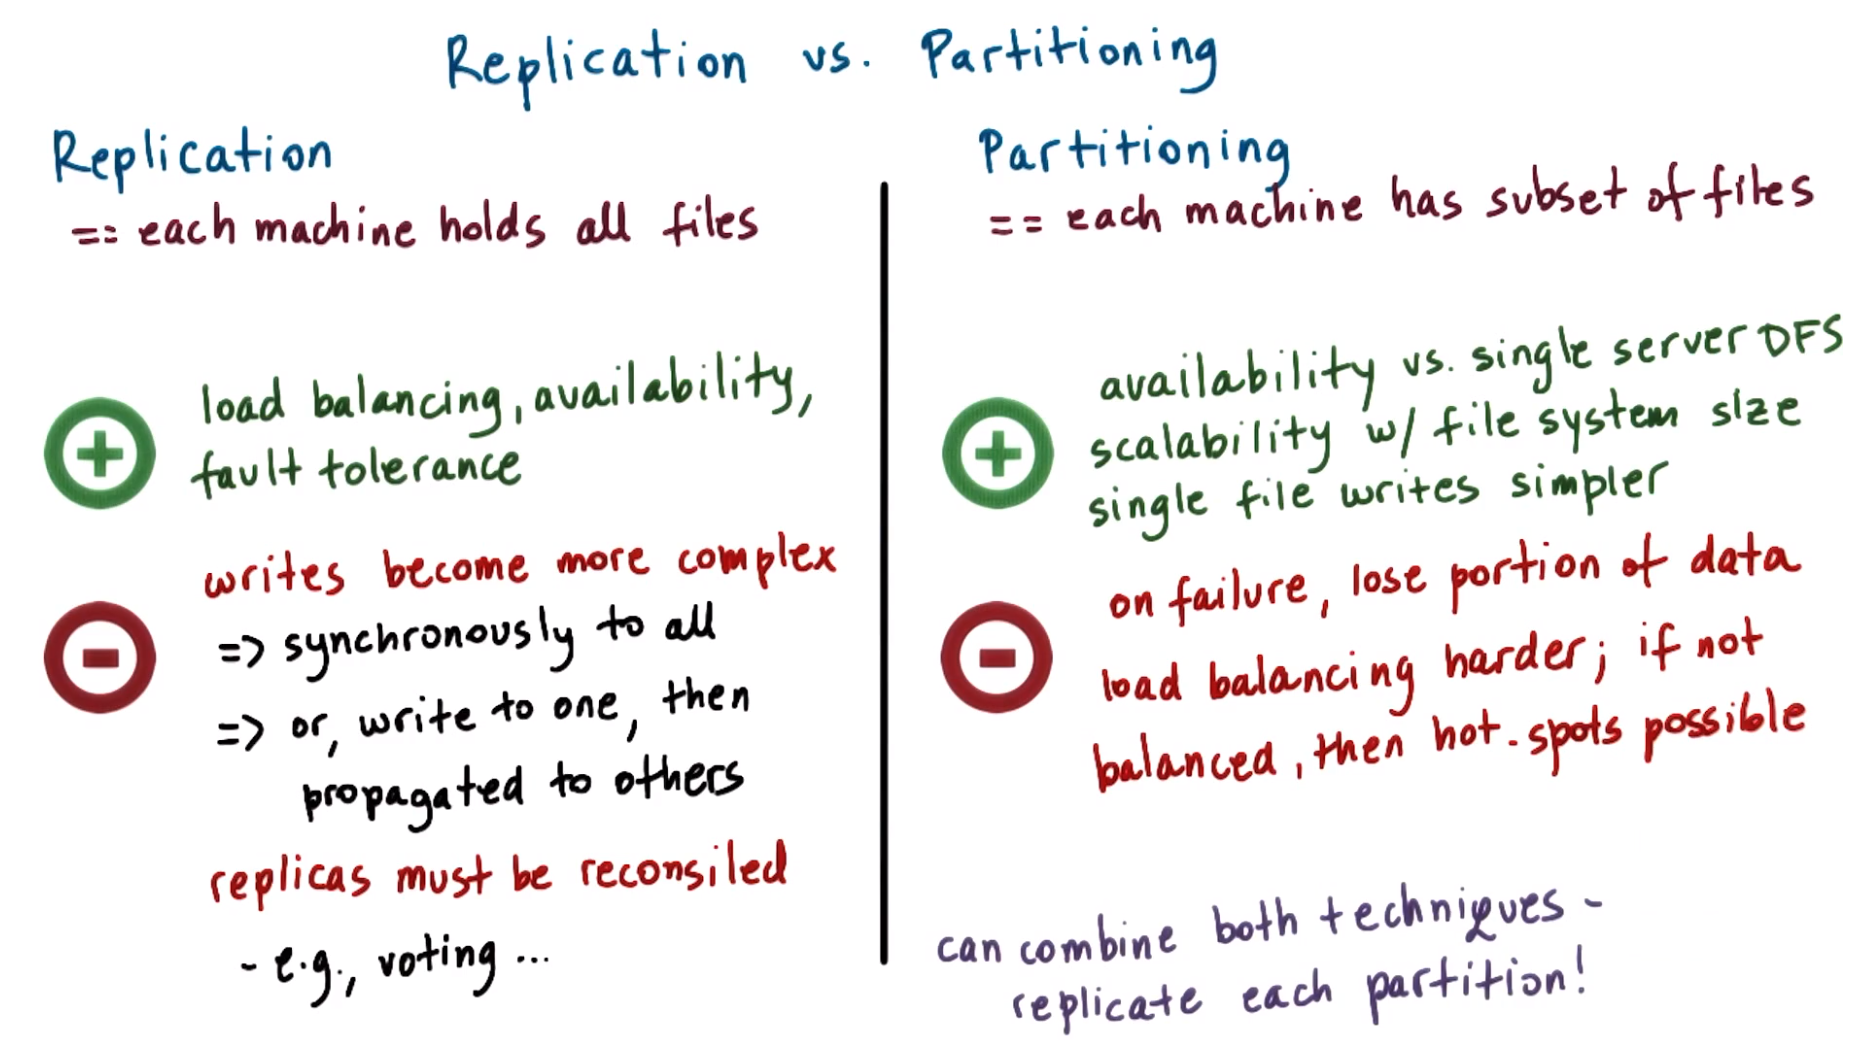 Replication vs. Partitioning
Replication
== each machine holds all files
load balancing, availability,
fault tolerance
writes become more complex
=> synchronously to all
=> or, write to one, then
propagated to others
replicas must be reconsiled
- e.g., voting ...
Partitioning
== each machine has subset of files
availability vs. single server DFS
scalability w/ file system size
single file writes simpler
on failure, lose portion of data
load balancing harder; if not
balanced, then hot-spots possible
can combine both techniques -
replicate each partition!